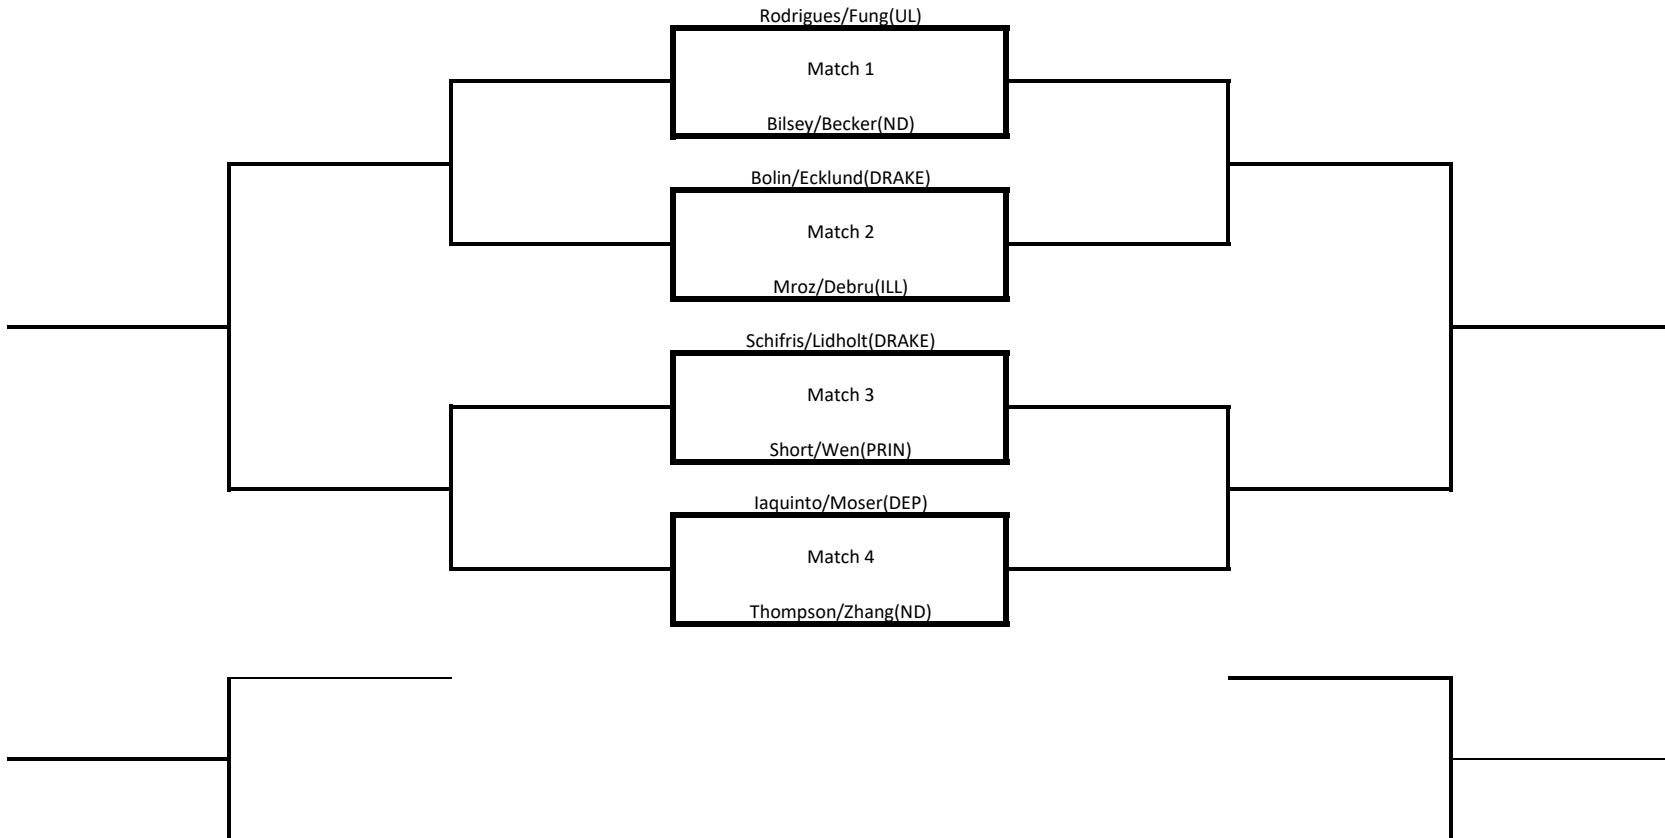 Rodrigues/Fung(UL)
Match 1
Bilsey/Becker(ND)
Bolin/Ecklund(DRAKE)
Match 2
Mroz/Debru(ILL)
Schifris/Lidholt(DRAKE)
Match 3
Short/Wen(PRIN)
Iaquinto/Moser(DEP)
Match 4
Thompson/Zhang(ND)